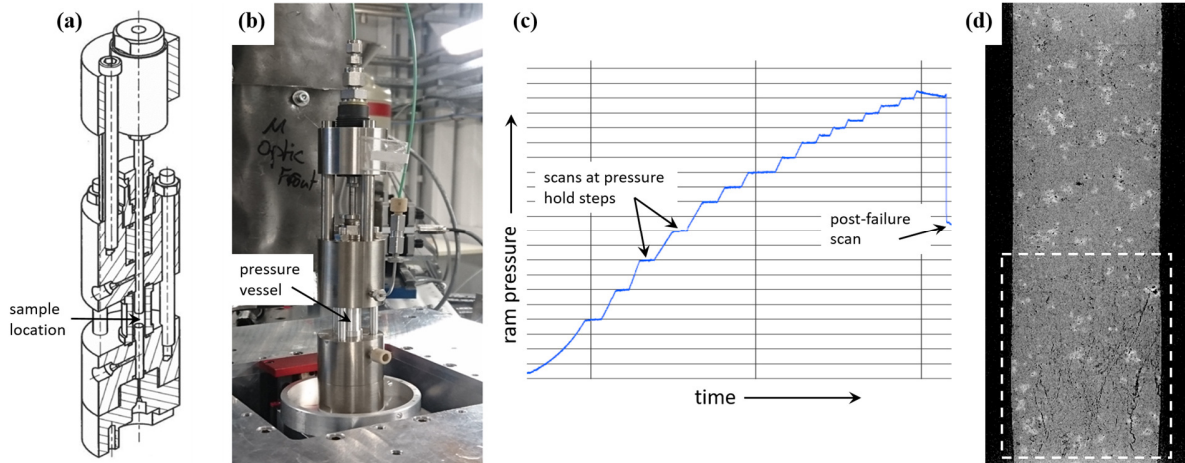 (a)
sample
location
(b)
μ
Optic
Front
pressure
vessel
(c)
ram pressure
scans at pressure
hold steps
post-failure
scan
time
(d)